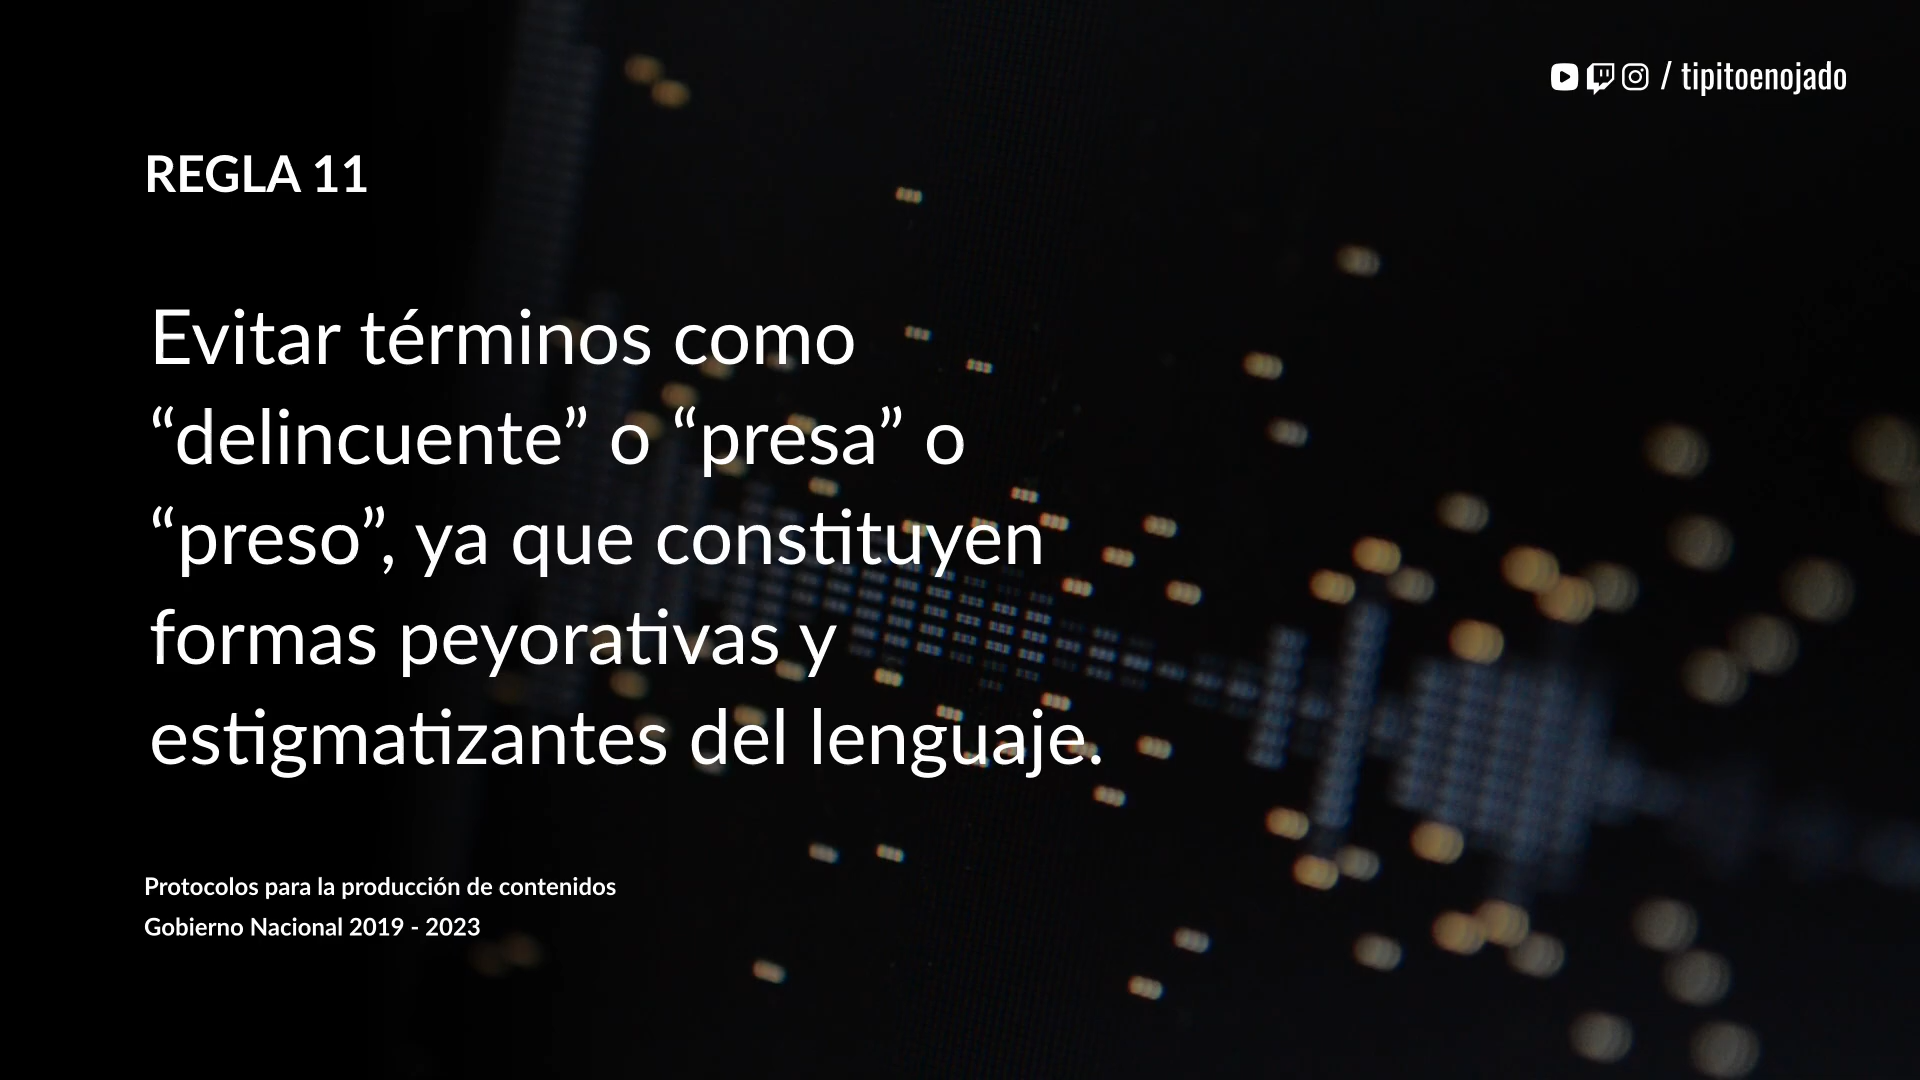 / tipitoenojado
REGLA 11
Evitar términos como
“delincuente” o “presa” o
“preso”, ya que constituyen
formas peyorativas y
estigmatizantes del lenguaje.
Protocolos para la producción de contenidos
Gobierno Nacional 2019 - 2023